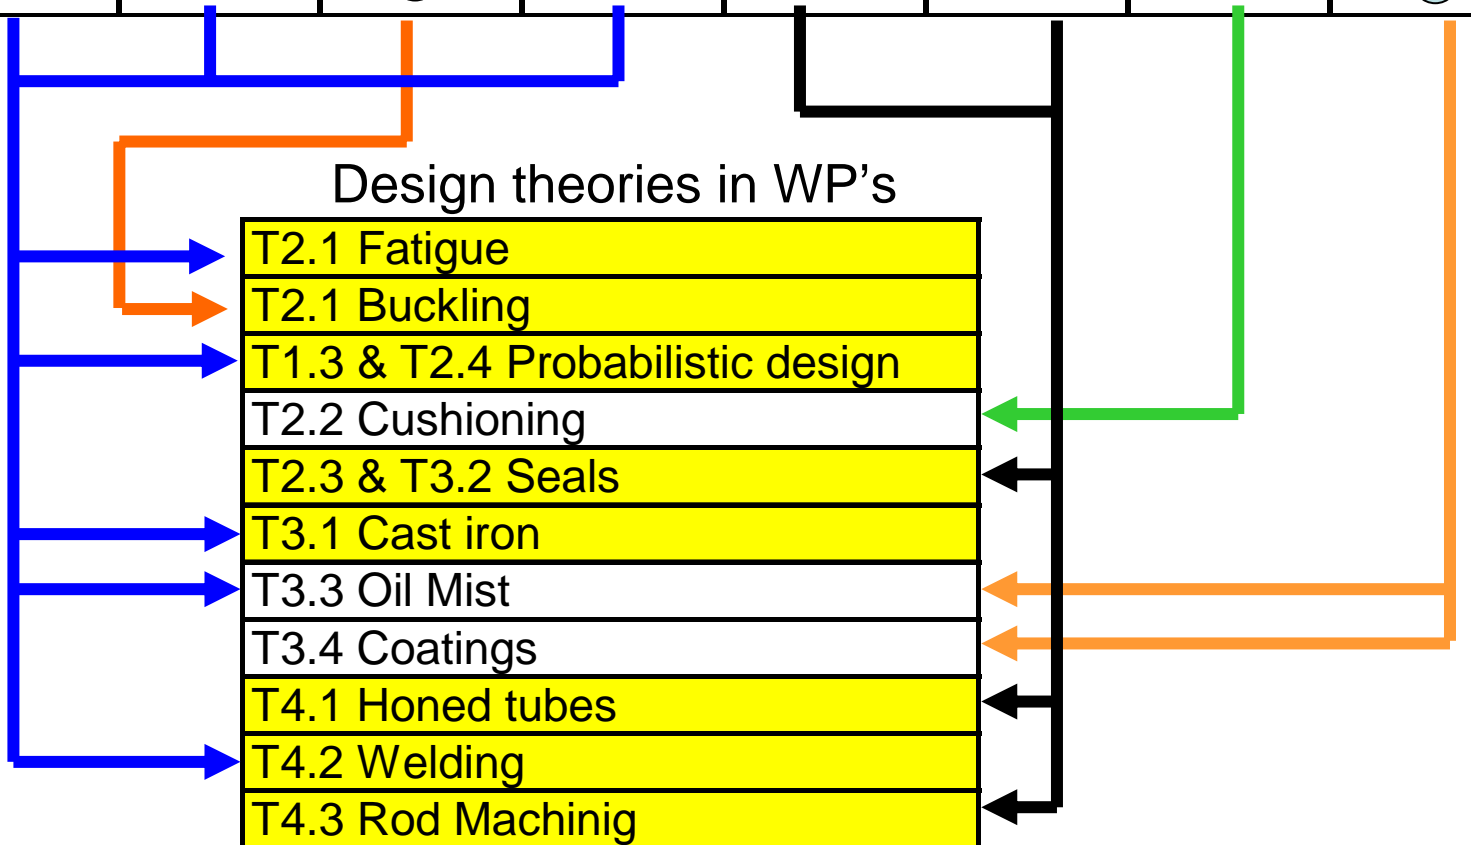 Design theories in WP's
T2.1 Fatigue
T2.1 Buckling
T1.3 & T2.4 Probabilistic design
T2.2 Cushioning
T2.3 & T3.2 Seals
T3.1 Cast iron
T3.3 Oil Mist
T3.4 Coatings
T4.1 Honed tubes
T4.2 Welding
T4.3 Rod Machinig